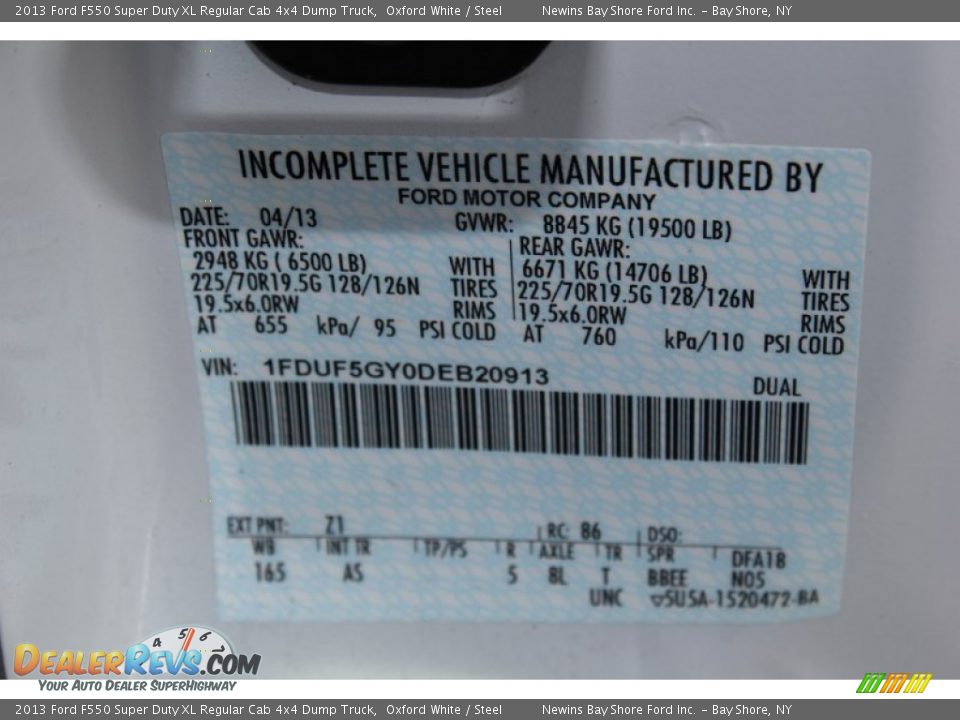 2013 Ford F550 Super Duty XL Regular Cab 4x4 Dump Truck, Oxford White / Steel Newins Bay Shore Ford Inc. - Bay Shore, NY
INCOMPLETE VEHICLE MANUFACTURED BY
FORD MOTOR COMPANY
DATE: 04/13 GVWR: 8845 KG (19500 LB)
FRONT GAWR: REAR GAWR:
2948 KG ( 6500 LB) WITH 6671 KG (14706 LB) WITH
225/70R19.5G 128/126N TIRES 225/70R19.5G 128/126N TIRES
19.5x6.0RW RIMS 19.5x6.0RW RIMS
AT 655 kPa/ 95 PSI COLD AT 760 kPa/110 PSI COLD
VIN: 1FDUF5GY0DEB20913
DUAL
EXT PNT: Z1 RC: 86 DSO:
WB INT TR TP/PS R AXLE TR SPR DFA18
165 AS 5 8L T BBEE N05
UNC ▽5U5A-1520472-BA
4 5 6
DEALERREVS.COM
YOUR AUTO DEALER SUPERHIGHWAY
2013 Ford F550 Super Duty XL Regular Cab 4x4 Dump Truck, Oxford White / Steel Newins Bay Shore Ford Inc. - Bay Shore, NY